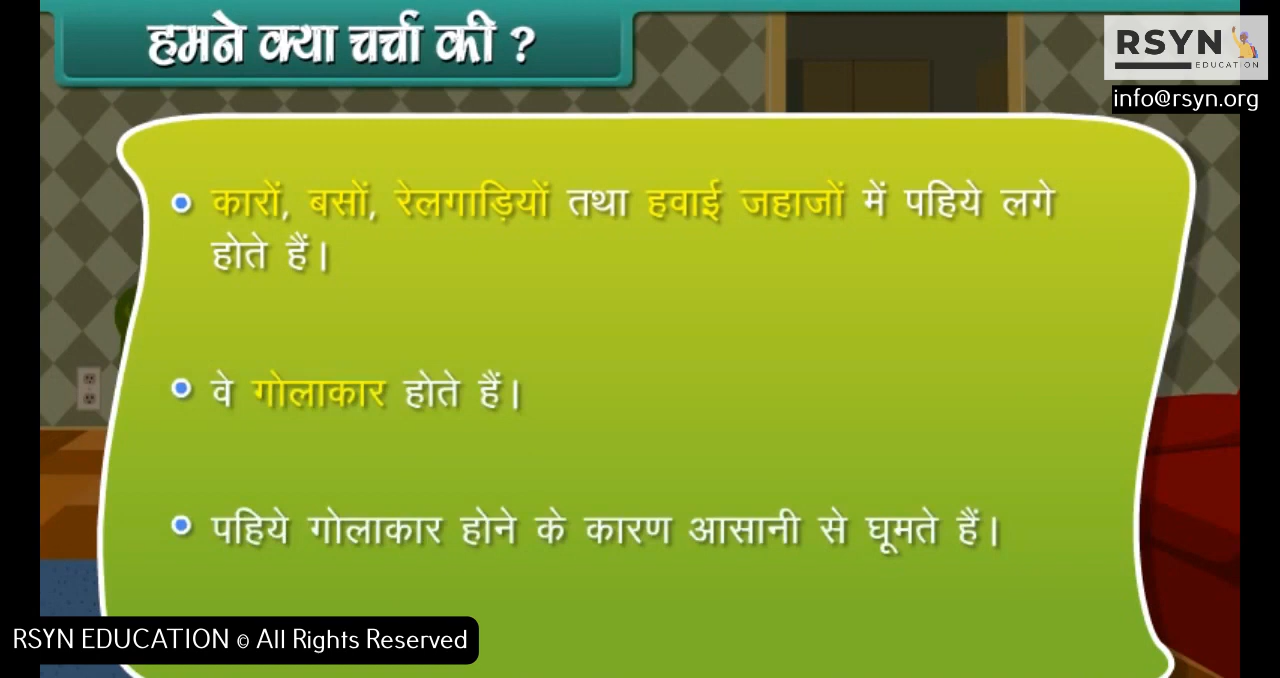 हमने क्या चर्चा की ?
RSYN
EDUCATION
info@rsyn.org
कारों, बसों, रेलगाड़ियों तथा हवाई जहाजों में पहिये लगे
होते हैं।
वे गोलाकार होते हैं।
पहिये गोलाकार होने के कारण आसानी से घूमते हैं।
RSYN EDUCATION © All Rights Reserved